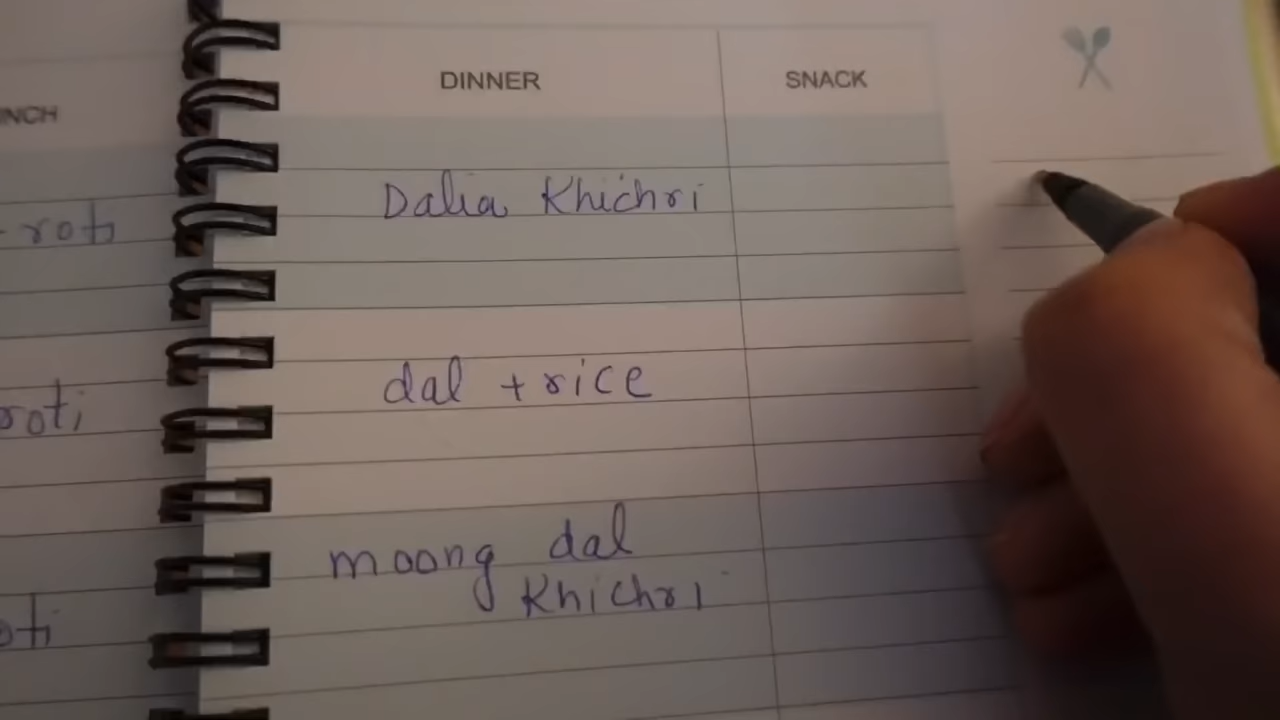 DINNER
SNACK
roti
Dalia Khichri
roti
dal + rice
moong dal
Khichri